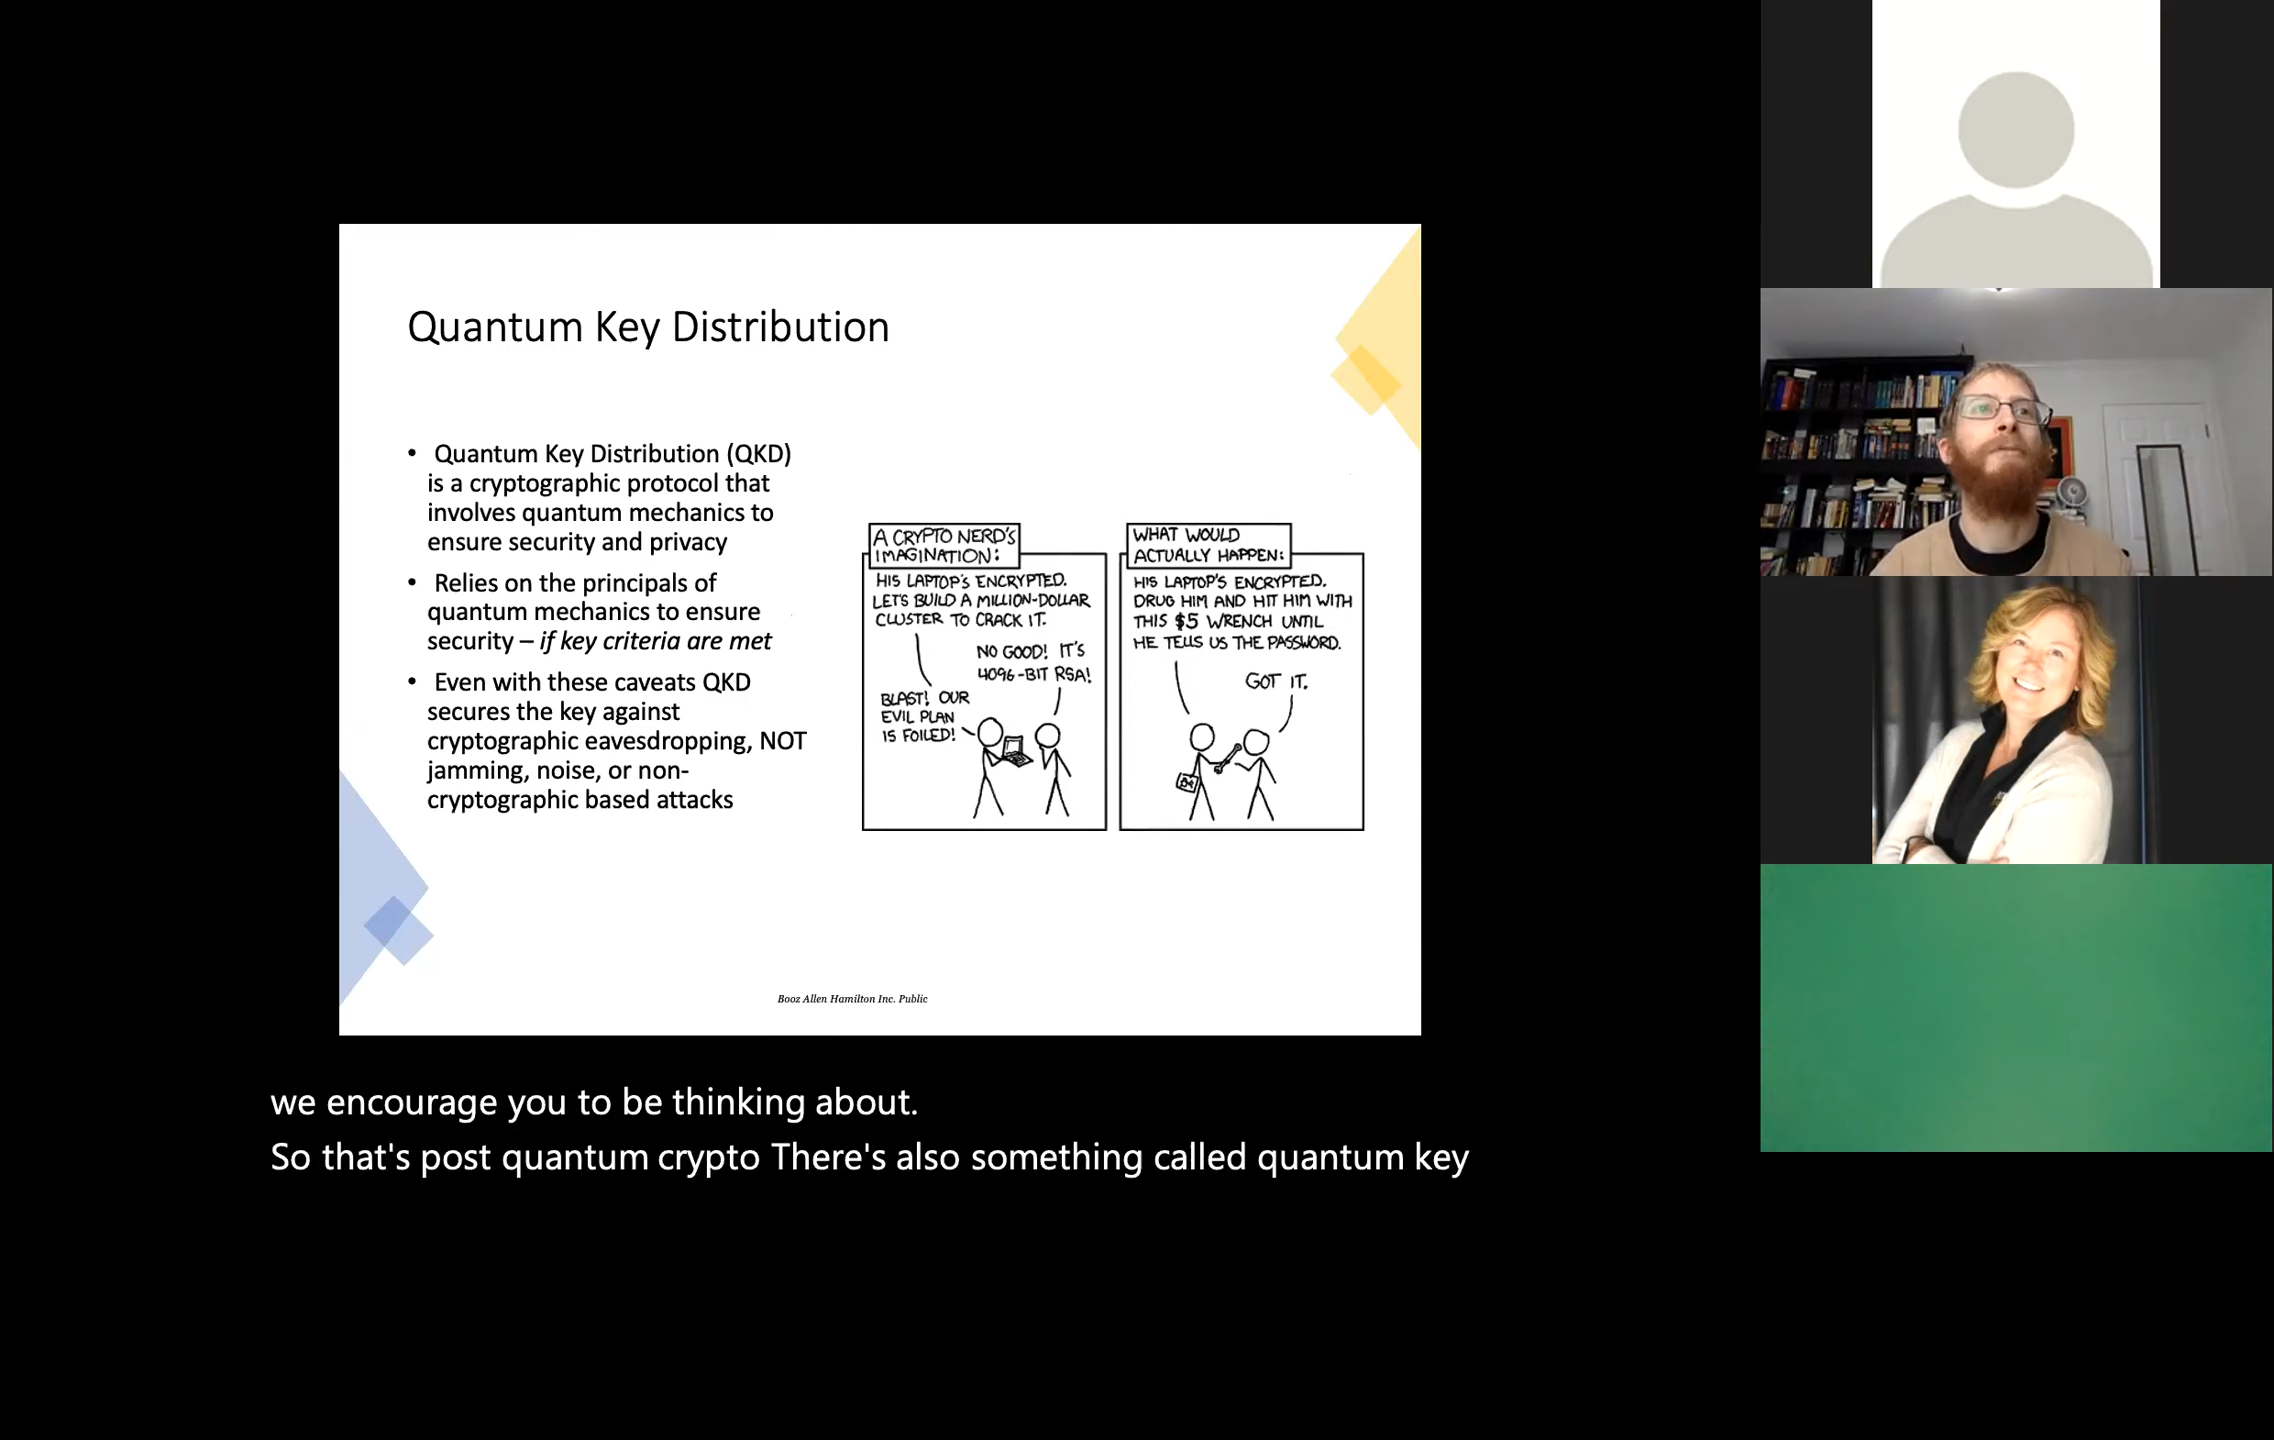 Quantum Key Distribution
• Quantum Key Distribution (QKD)
is a cryptographic protocol that
involves quantum mechanics to
ensure security and privacy
• Relies on the principals of
quantum mechanics to ensure
security – if key criteria are met
• Even with these caveats QKD
secures the key against
cryptographic eavesdropping, NOT
jamming, noise, or non-
cryptographic based attacks
A CRYPTO NERD'S
IMAGINATION:
HIS LAPTOP'S ENCRYPTED.
LET'S BUILD A MILLION-DOLLAR
CLUSTER TO CRACK IT.
NO GOOD! IT'S
4096-BIT RSA!
BLAST! OUR
EVIL PLAN
IS FOILED!
WHAT WOULD
ACTUALLY HAPPEN:
HIS LAPTOP'S ENCRYPTED.
DRUG HIM AND HIT HIM WITH
THIS $5 WRENCH UNTIL
HE TELLS US THE PASSWORD.
GOT IT.
Booz Allen Hamilton Inc. Public
we encourage you to be thinking about.
So that's post quantum crypto There's also something called quantum key